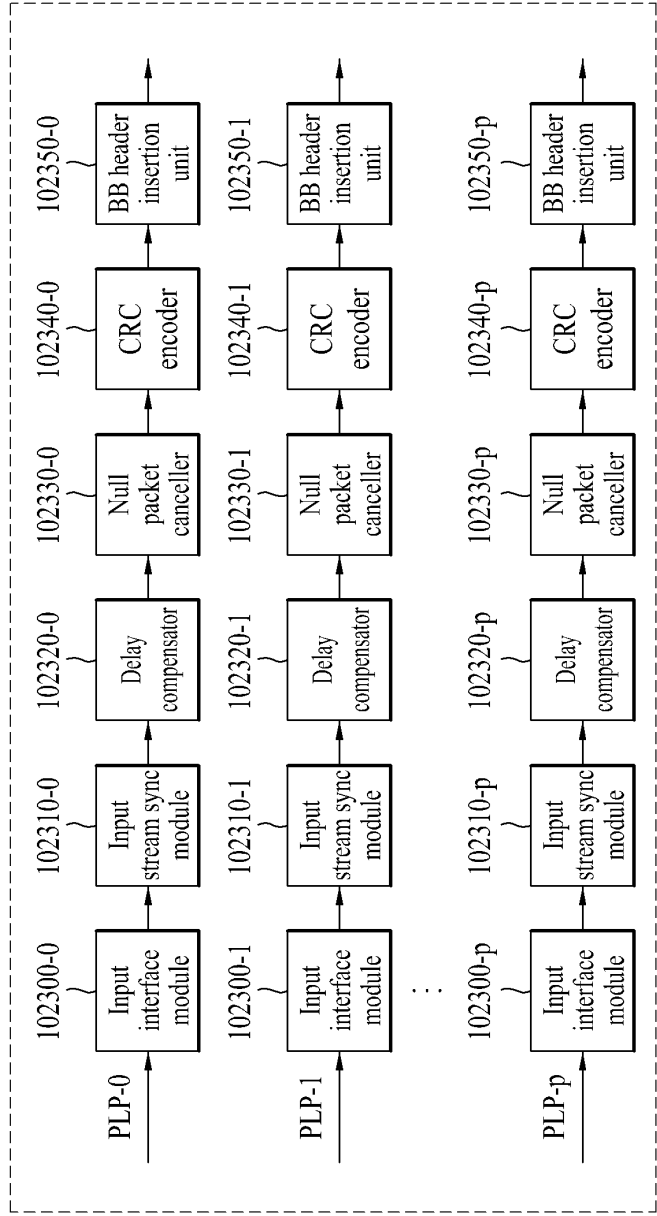 102300-0
102310-0
102320-0
102330-0
102340-0
102350-0
PLP-0
Input
interface
module
Input
stream sync
module
Delay
compensator
Null
packet
canceller
CRC
encoder
BB header
insertion
unit
102300-1
102310-1
102320-1
102330-1
102340-1
102350-1
PLP-1
Input
interface
module
Input
stream sync
module
Delay
compensator
Null
packet
canceller
CRC
encoder
BB header
insertion
unit
...
102300-p
102310-p
102320-p
102330-p
102340-p
102350-p
PLP-p
Input
interface
module
Input
stream sync
module
Delay
compensator
Null
packet
canceller
CRC
encoder
BB header
insertion
unit